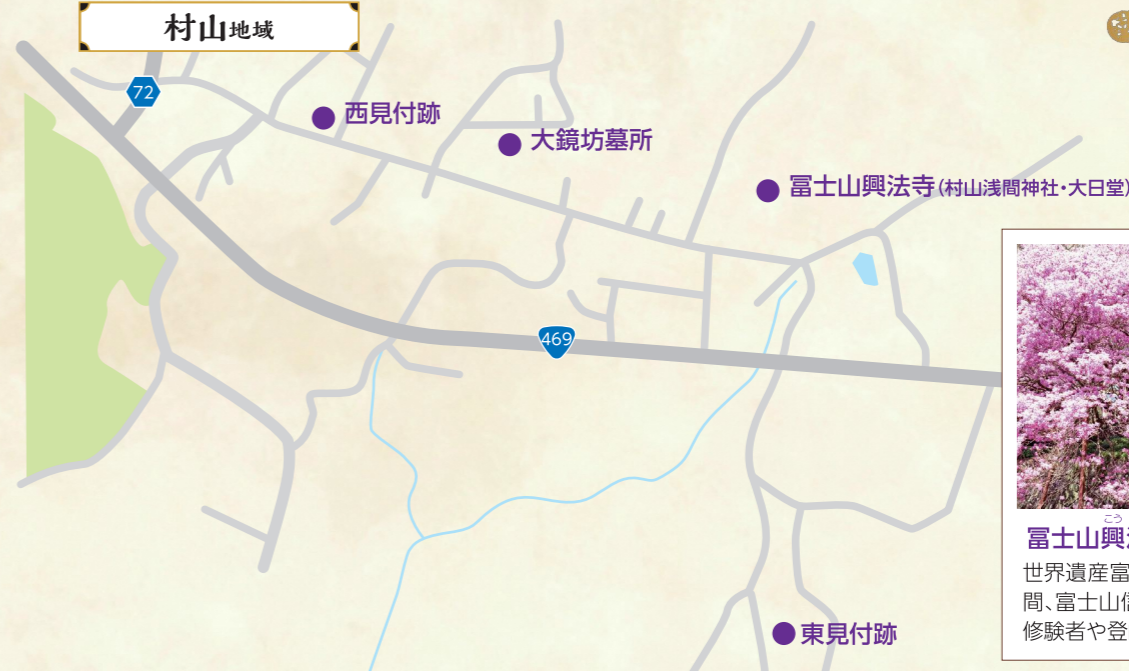 村山地域
72
西見付跡
大鏡坊墓所
冨士山興法寺(村山浅間神社・大日堂)
469
こう
冨士山興
世界遺産富
間、富士山信
修験者や登
東見付跡